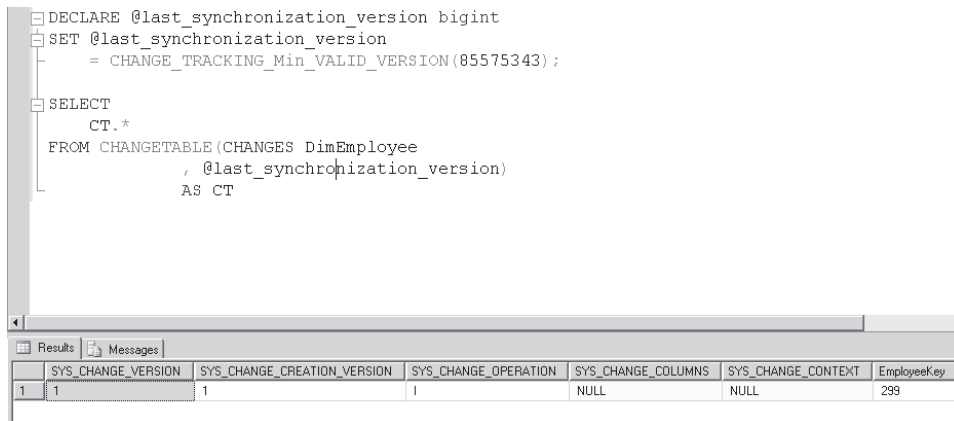 DECLARE @last_synchronization_version bigint
SET @last_synchronization_version
= CHANGE_TRACKING_Min_VALID_VERSION(85575343);
SELECT
CT.*
FROM CHANGETABLE(CHANGES DimEmployee
, @last_synchronization_version)
AS CT
Results Messages
SYS_CHANGE_VERSION SYS_CHANGE_CREATION_VERSION SYS_CHANGE_OPERATION SYS_CHANGE_COLUMNS SYS_CHANGE_CONTEXT EmployeeKey
1 1 1 I NULL NULL 299